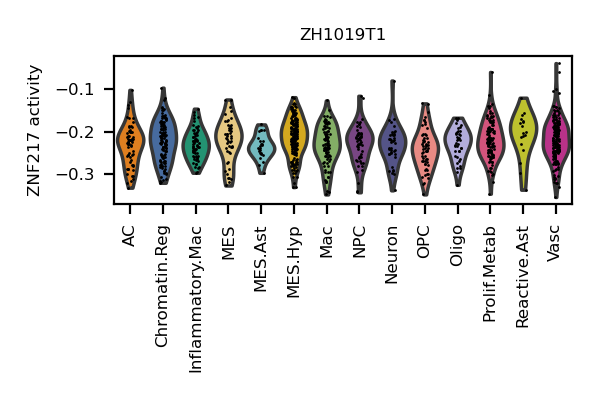 ZH1019T1
ZNF217 activity
−0.1
−0.2
−0.3
AC
Chromatin.Reg
Inflammatory.Mac
MES
MES.Ast
MES.Hyp
Mac
NPC
Neuron
OPC
Oligo
Prolif.Metab
Reactive.Ast
Vasc